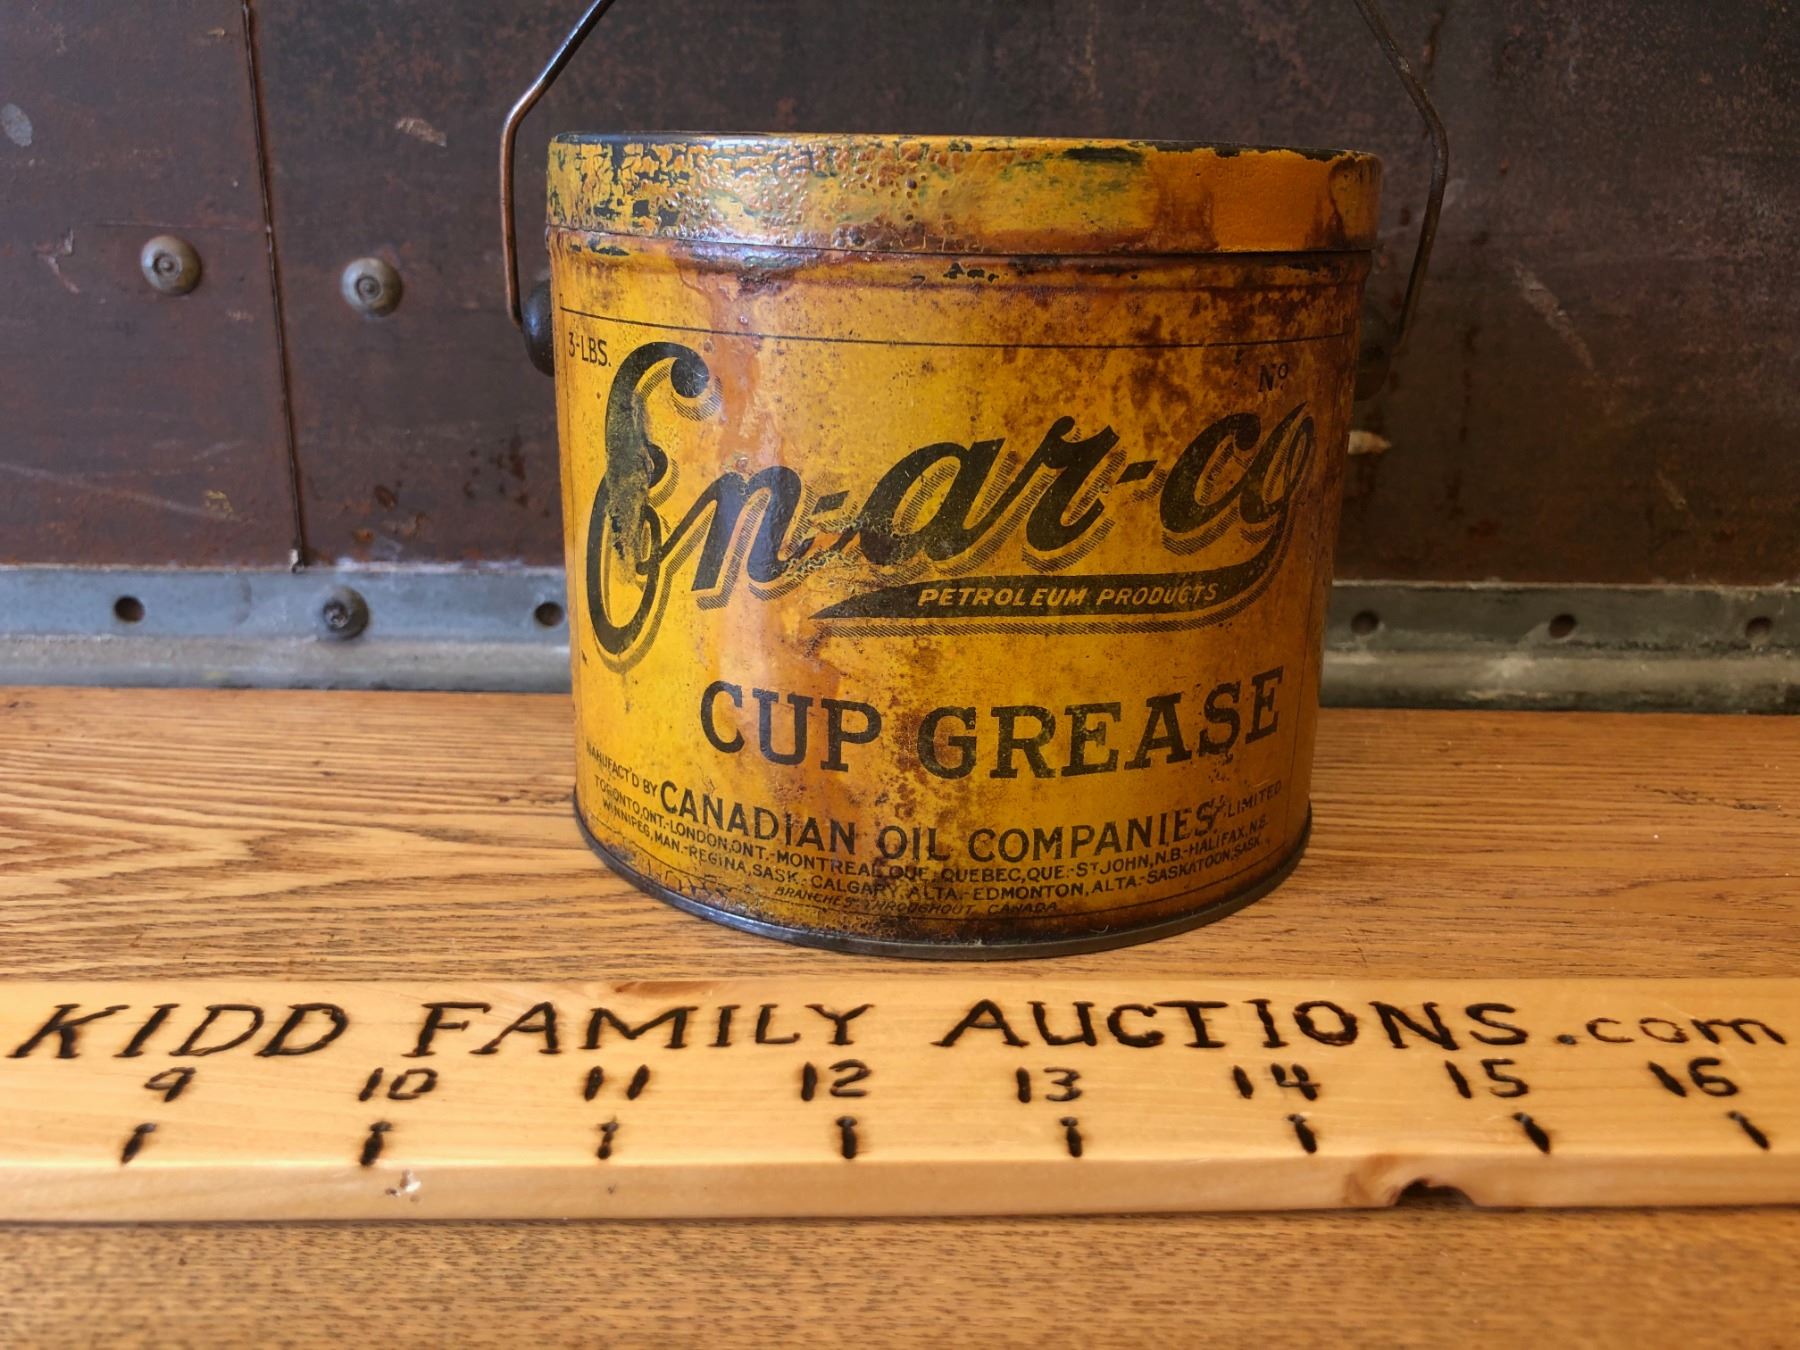 3-LBS.
Nº
En-ar-co
PETROLEUM PRODUCTS
CUP GREASE
MANUFACT'D BY CANADIAN OIL COMPANIES LIMITED
TORONTO,ONT.-LONDON,ONT.-MONTREAL,QUE.-QUEBEC,QUE.-ST JOHN,N.B.-HALIFAX,N.S.
WINNIPEG,MAN.-REGINA,SASK.-CALGARY,ALTA.-EDMONTON,ALTA.-SASKATOON,SASK.
BRANCHES THROUGHOUT CANADA
KIDD FAMILY AUCTIONS.com
9 10 11 12 13 14 15 16